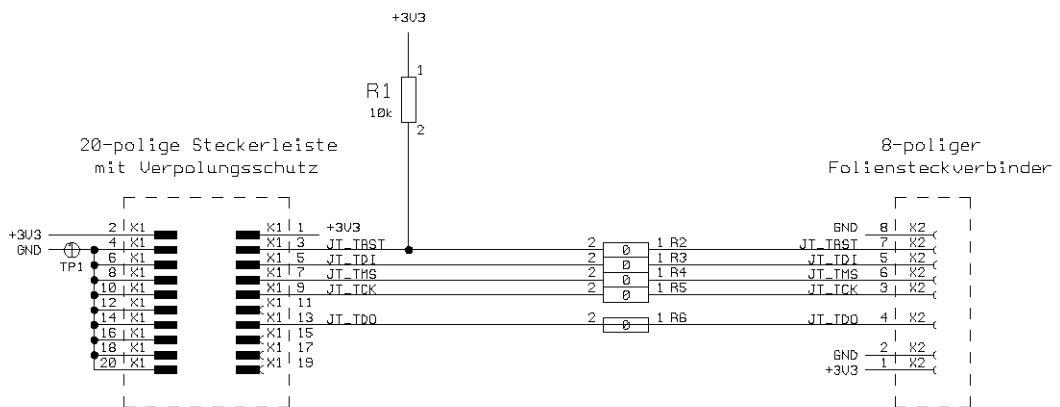 +3V3
R1
10k
1
2
20-polige Steckerleiste
mit Verpolungsschutz
8-poliger
Foliensteckverbinder
+3V3 2 X1 X1 1 +3V3
GND TP1 4 X1 X1 3 JT_TRST 2 0 1 R2 JT_TRST 7 X2
GND 8 X2
6 X1 X1 5 JT_TDI 2 0 1 R3 JT_TDI 5 X2
8 X1 X1 7 JT_TMS 2 0 1 R4 JT_TMS 6 X2
10 X1 X1 9 JT_TCK 2 0 1 R5 JT_TCK 3 X2
12 X1 X1 11
14 X1 X1 13 JT_TDO 2 0 1 R6 JT_TDO 4 X2
16 X1 X1 15
18 X1 X1 17 GND 2 X2
20 X1 X1 19 +3V3 1 X2